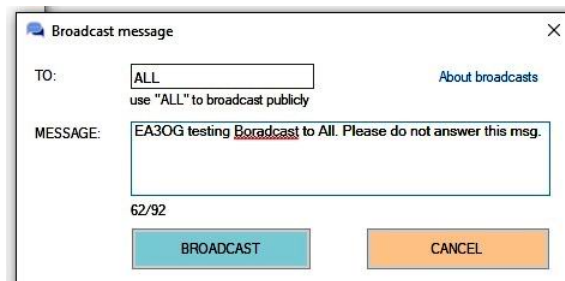 Broadcast message
TO:
ALL
About broadcasts
use "ALL" to broadcast publicly
MESSAGE:
EA3OG testing Boradcast to All. Please do not answer this msg.
62/92
BROADCAST
CANCEL